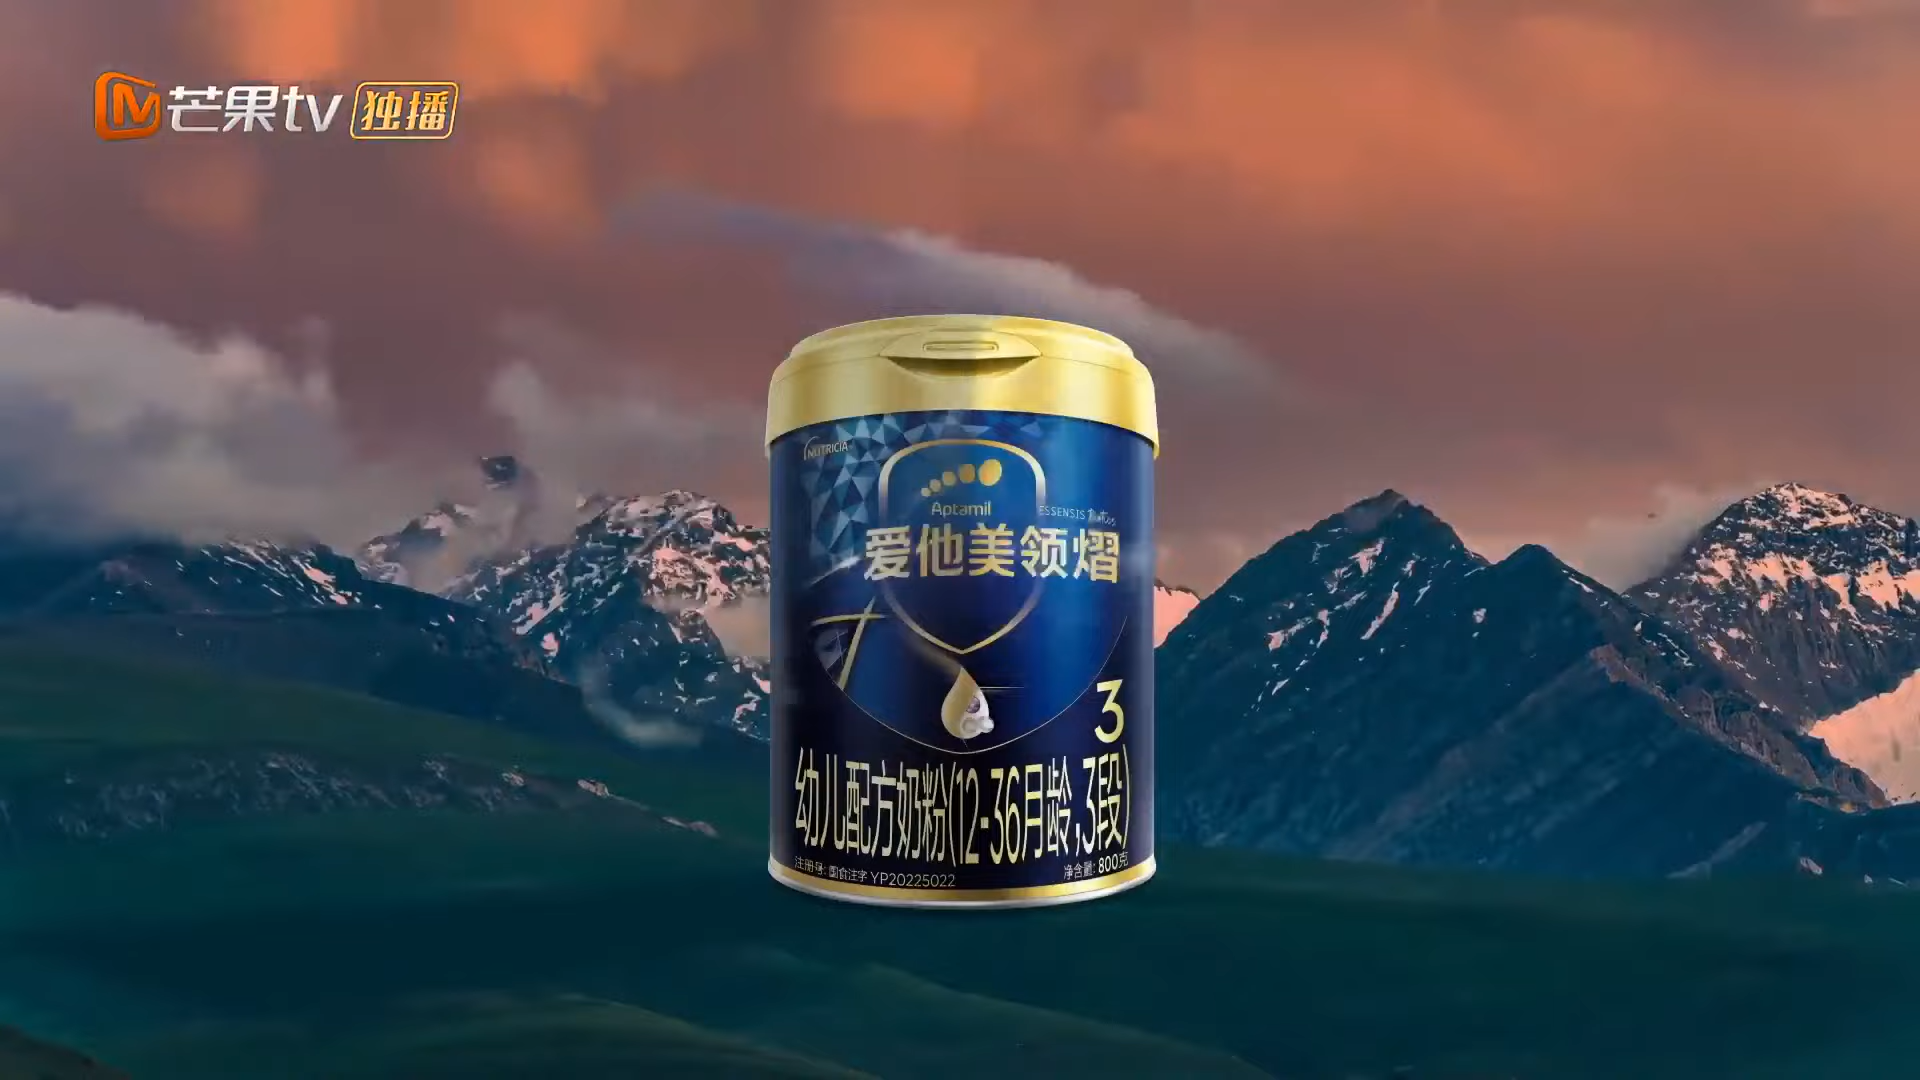 芒果tv 独播
NUTRICIA
Aptamil
ESSENSIS
爱他美领熠
3
幼儿配方奶粉(12-36月龄,3段)
注册号: 国食注字 YP20225022
净含量: 800克